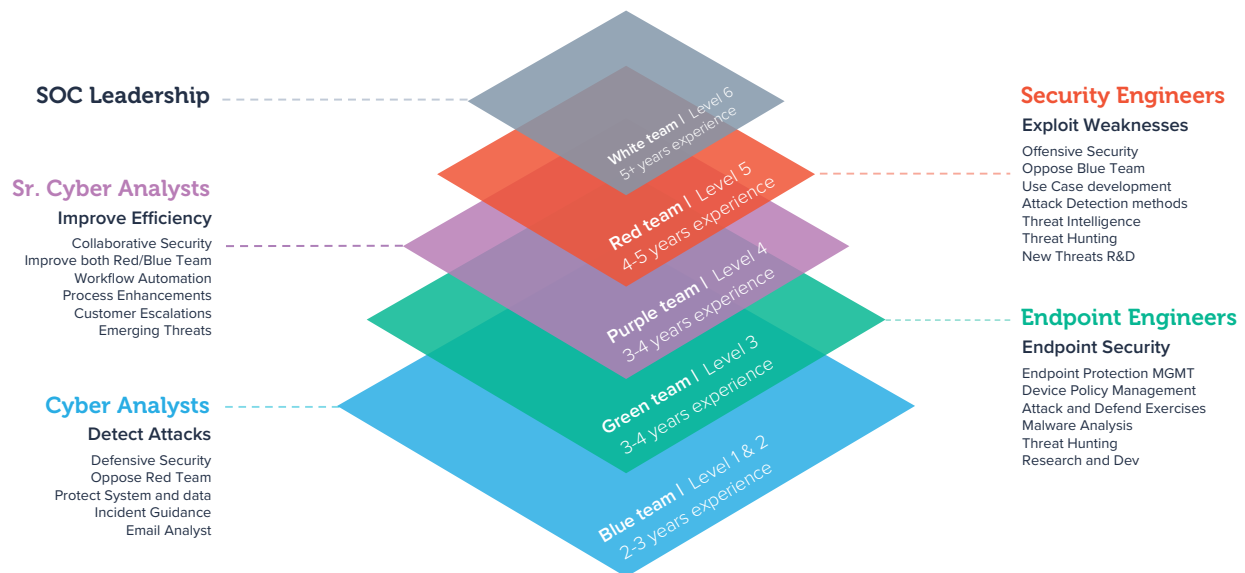 SOC Leadership
Sr. Cyber Analysts
Improve Efficiency
Collaborative Security
Improve both Red/Blue Team
Workflow Automation
Process Enhancements
Customer Escalations
Emerging Threats
Cyber Analysts
Detect Attacks
Defensive Security
Oppose Red Team
Protect System and data
Incident Guidance
Email Analyst
White team | Level 6
5+ years experience
Red team | Level 5
4-5 years experience
Purple team | Level 4
3-4 years experience
Green team | Level 3
3-4 years experience
Blue team | Level 1 & 2
2-3 years experience
Security Engineers
Exploit Weaknesses
Offensive Security
Oppose Blue Team
Use Case development
Attack Detection methods
Threat Intelligence
Threat Hunting
New Threats R&D
Endpoint Engineers
Endpoint Security
Endpoint Protection MGMT
Device Policy Management
Attack and Defend Exercises
Malware Analysis
Threat Hunting
Research and Dev